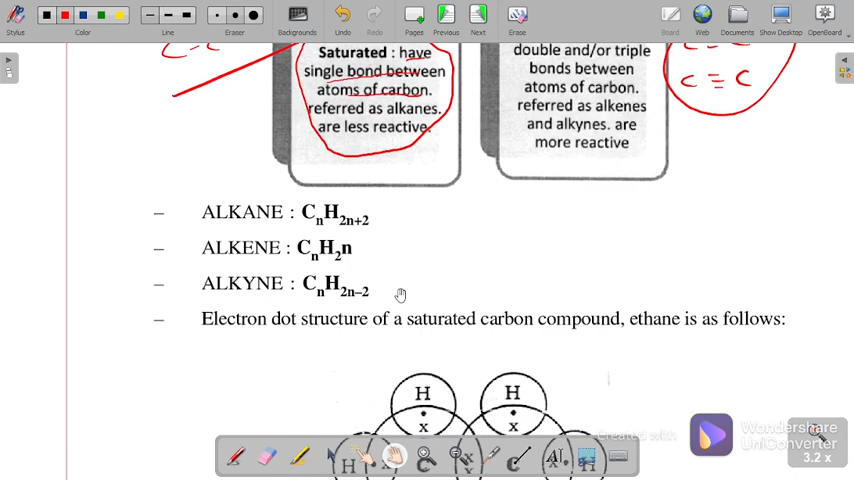 Stylus Color Line Eraser Backgrounds Undo Redo Pages Previous Next Erase Board Web Documents Show Desktop OpenBoard
Saturated : have
single bond between
atoms of carbon.
referred as alkanes.
are less reactive.
double and/or triple
bonds between
atoms of carbon.
referred as alkenes
and alkynes. are
more reactive
C ≡ C
– ALKANE : CnH2n+2
– ALKENE : CnH2n
– ALKYNE : CnH2n–2
– Electron dot structure of a saturated carbon compound, ethane is as follows:
H H
x x
H x C x x C x H
Created with
Wondershare
UniConverter
3.2 x